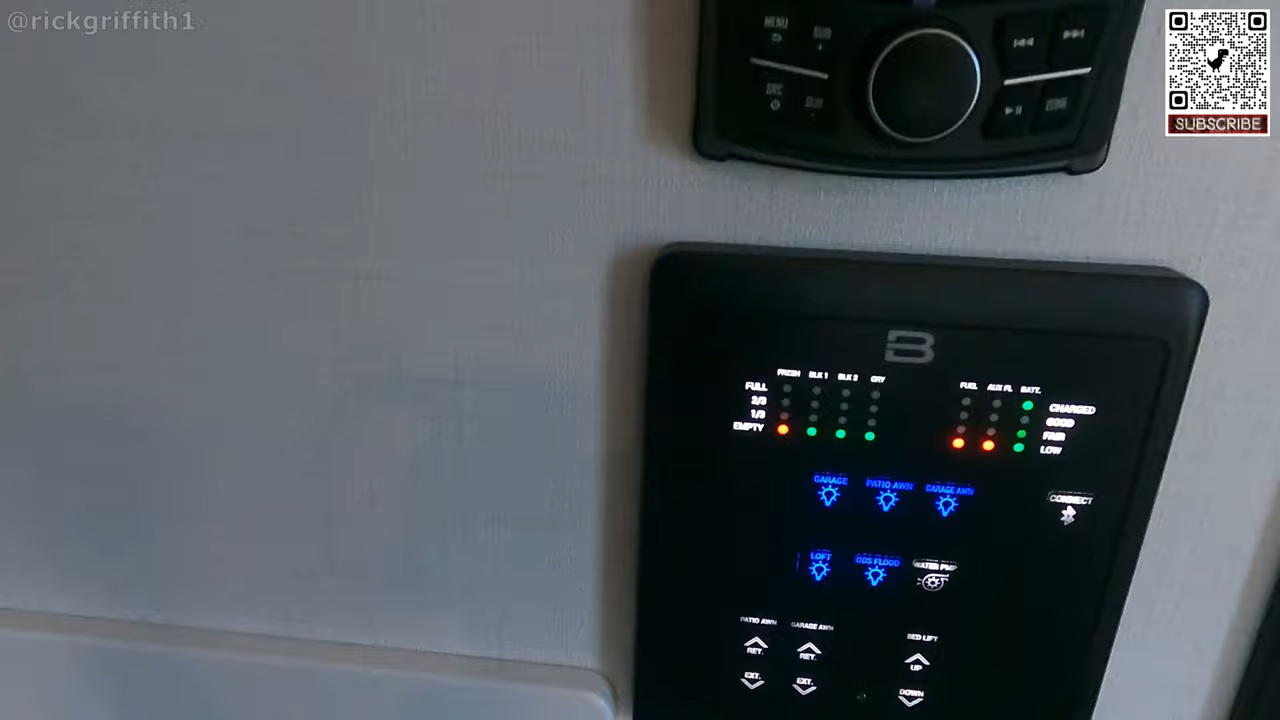 @rickgriffith1
SUBSCRIBE
MENU
SUB
SRC
SUB
ZONE
B
FRESH BLK 1 BLK 2 GRY
FUEL AUX FL BATT.
FULL
2/3
1/3
EMPTY
CHARGED
GOOD
FAIR
LOW
GARAGE PATIO AWN GARAGE AWN
CONNECT
LOFT ODS FLOOD WATER PMP
PATIO AWN GARAGE AWN BED LIFT
RET. RET. UP
EXT. EXT. DOWN